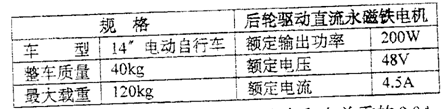 规 格 后轮驱动直流永磁铁电机
车 型 14″电动自行车 额定输出功率 200W
整车质量 40kg 额定电压 48V
最大载重 120kg 额定电流 4.5A